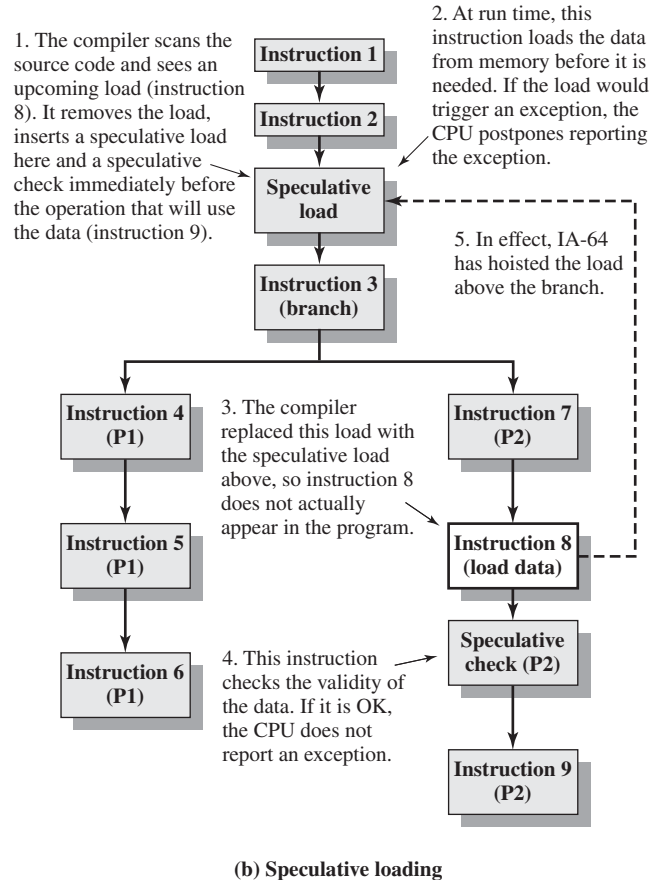 1. The compiler scans the
source code and sees an
upcoming load (instruction
8). It removes the load,
inserts a speculative load
here and a speculative
check immediately before
the operation that will use
the data (instruction 9).
Instruction 1
Instruction 2
Speculative
load
Instruction 3
(branch)
2. At run time, this
instruction loads the data
from memory before it is
needed. If the load would
trigger an exception, the
CPU postpones reporting
the exception.
5. In effect, IA-64
has hoisted the load
above the branch.
Instruction 4
(P1)
Instruction 5
(P1)
Instruction 6
(P1)
3. The compiler
replaced this load with
the speculative load
above, so instruction 8
does not actually
appear in the program.
Instruction 7
(P2)
Instruction 8
(load data)
4. This instruction
checks the validity of
the data. If it is OK,
the CPU does not
report an exception.
Speculative
check (P2)
Instruction 9
(P2)
(b) Speculative loading